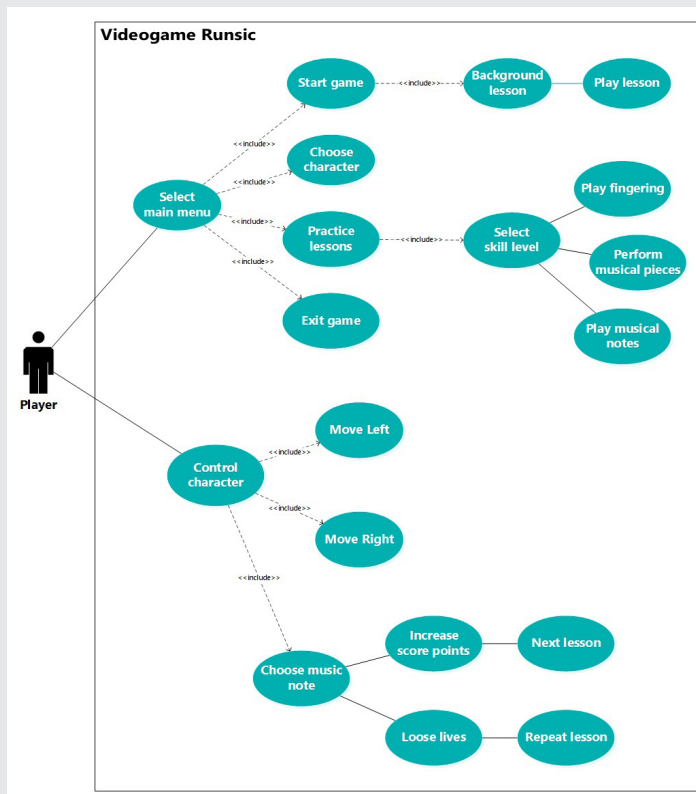 Videogame Runsic
Start game
<<include>>
Background
lesson
Play lesson
<<include>>
Choose
character
<<include>>
Select
main menu
<<include>>
Practice
lessons
<<include>>
Select
skill level
Play fingering
Perform
musical pieces
Play musical
notes
<<include>>
Exit game
Player
Control
character
<<include>>
Move Left
<<include>>
Move Right
<<include>>
Choose music
note
Increase
score points
Next lesson
Loose lives
Repeat lesson